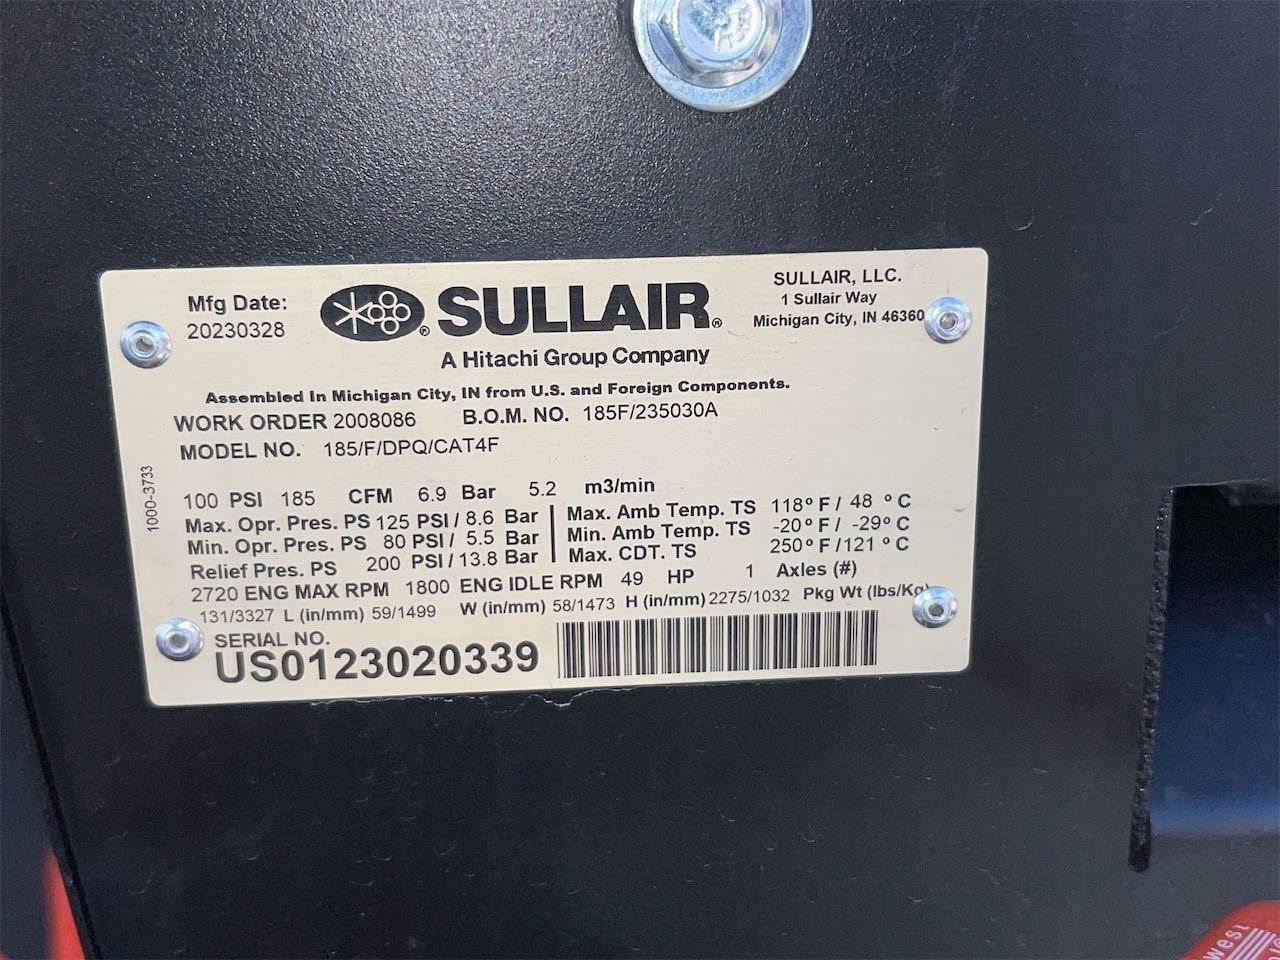 Mfg Date:
20230328
® SULLAIR®
A Hitachi Group Company
SULLAIR, LLC.
1 Sullair Way
Michigan City, IN 46360
Assembled In Michigan City, IN from U.S. and Foreign Components.
WORK ORDER 2008086 B.O.M. NO. 185F/235030A
MODEL NO. 185/F/DPQ/CAT4F
1000-3733
100 PSI 185 CFM 6.9 Bar 5.2 m3/min
Max. Opr. Pres. PS 125 PSI / 8.6 Bar
Min. Opr. Pres. PS 80 PSI / 5.5 Bar
Relief Pres. PS 200 PSI / 13.8 Bar
Max. Amb Temp. TS 118° F / 48 ° C
Min. Amb Temp. TS -20° F / -29° C
Max. CDT. TS 250° F /121 ° C
2720 ENG MAX RPM 1800 ENG IDLE RPM 49 HP 1 Axles (#)
131/3327 L (in/mm) 59/1499 W (in/mm) 58/1473 H (in/mm) 2275/1032 Pkg Wt (lbs/Kg)
SERIAL NO.
US0123020339
west